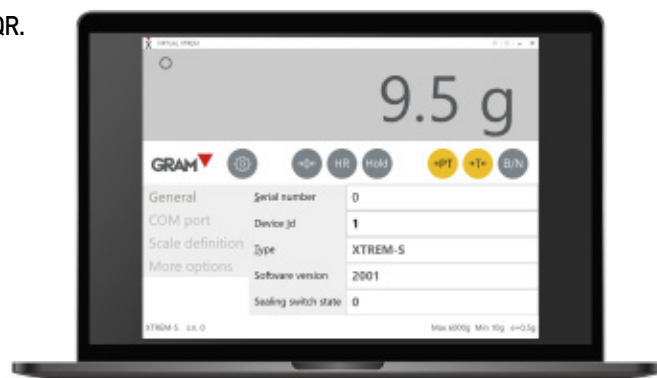 QR.
VIRTUAL XTREM
9.5 g
GRAM
→0← HR Hold →PT →T← B/N
General
COM port
Scale definition
More options
Serial number 0
Device Id 1
Type XTREM-S
Software version 2001
Sealing switch state 0
XTREM-S s.n. 0 Max 6000g Min 10g e=0,5g